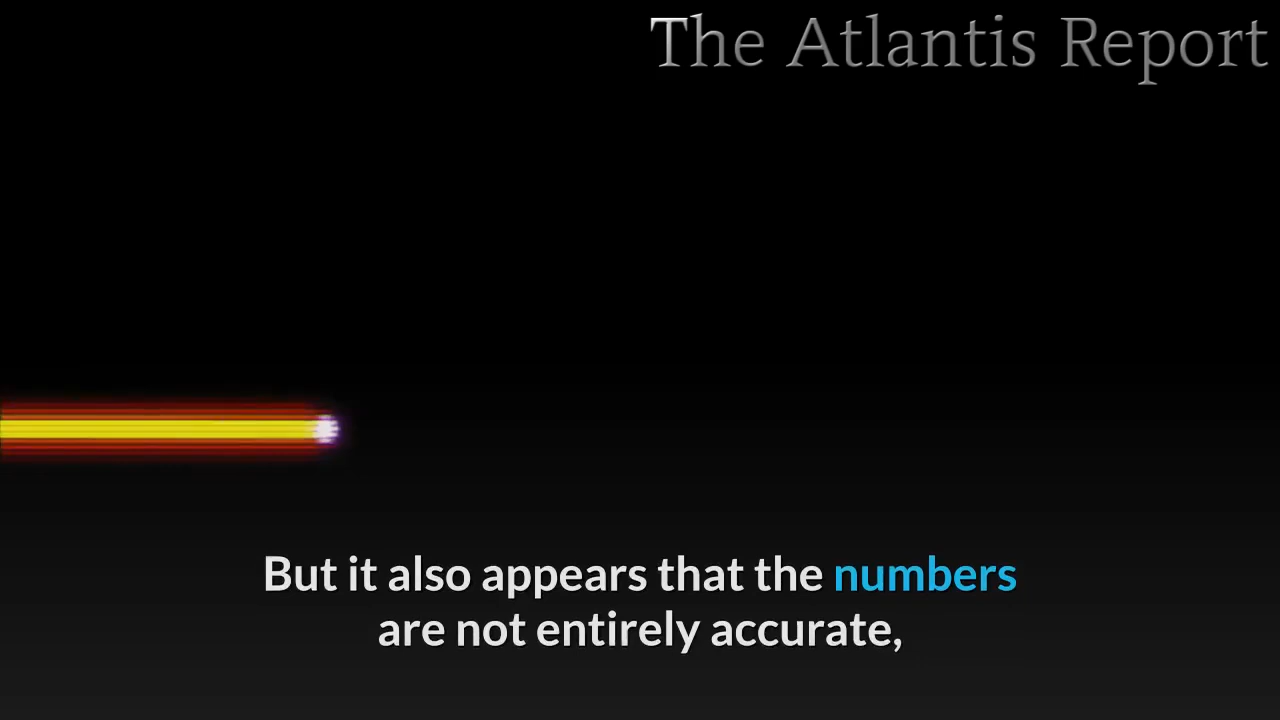 The Atlantis Report
But it also appears that the numbers
are not entirely accurate,